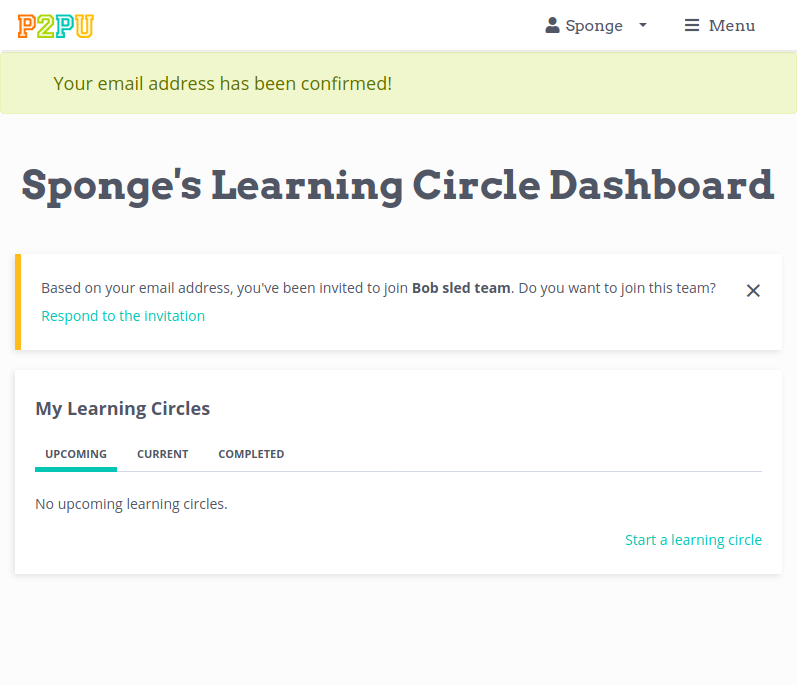 P2PU
Sponge
Menu
Your email address has been confirmed!
Sponge's Learning Circle Dashboard
Based on your email address, you've been invited to join Bob sled team. Do you want to join this team?
Respond to the invitation
My Learning Circles
UPCOMING CURRENT COMPLETED
No upcoming learning circles.
Start a learning circle